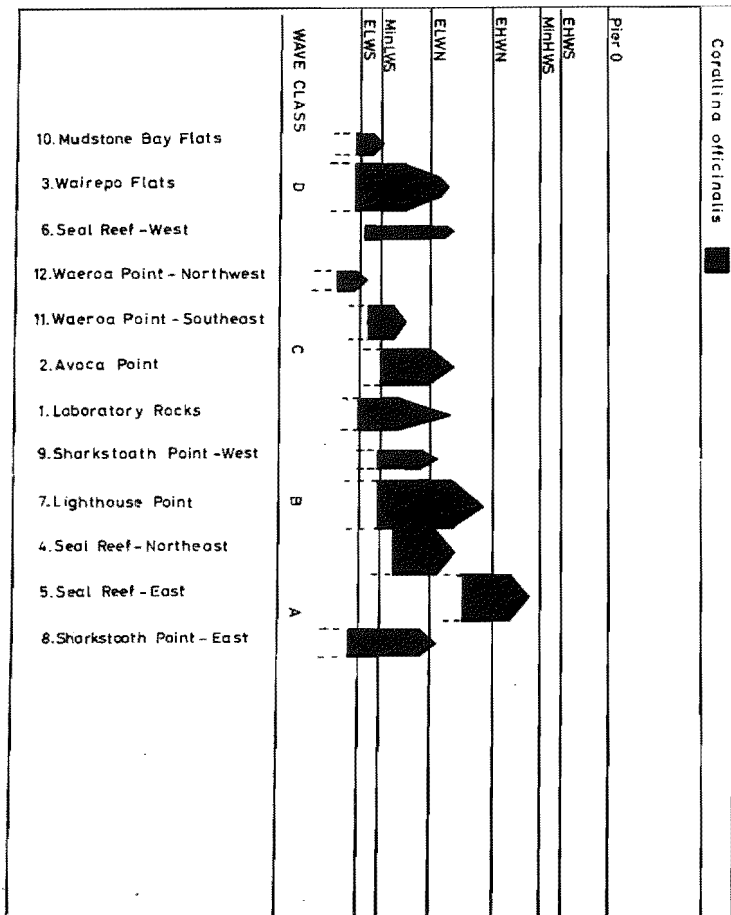 Corallina officinalis
Pier 0
EHWS
MinHWS
EHWN
ELWN
MinLWS
ELWS
WAVE CLASS
D
C
B
A
10. Mudstone Bay Flats
3. Wairepo Flats
6. Seal Reef - West
12. Waeroa Point - Northwest
11. Waeroa Point - Southeast
2. Avoca Point
1. Laboratory Rocks
9. Sharkstooth Point - West
7. Lighthouse Point
4. Seal Reef - Northeast
5. Seal Reef - East
8. Sharkstooth Point - East